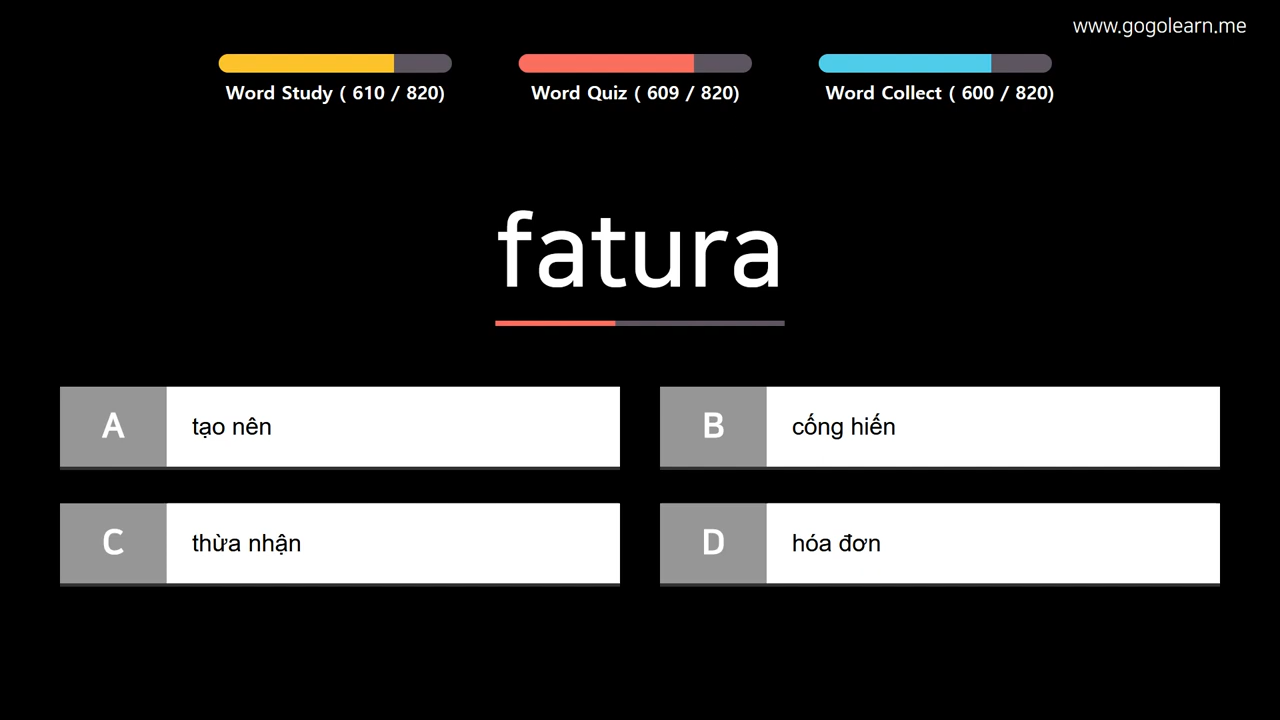 www.gogolearn.me
Word Study ( 610 / 820)
Word Quiz ( 609 / 820)
Word Collect ( 600 / 820)
fatura
A
tạo nên
B
cống hiến
C
thừa nhận
D
hóa đơn